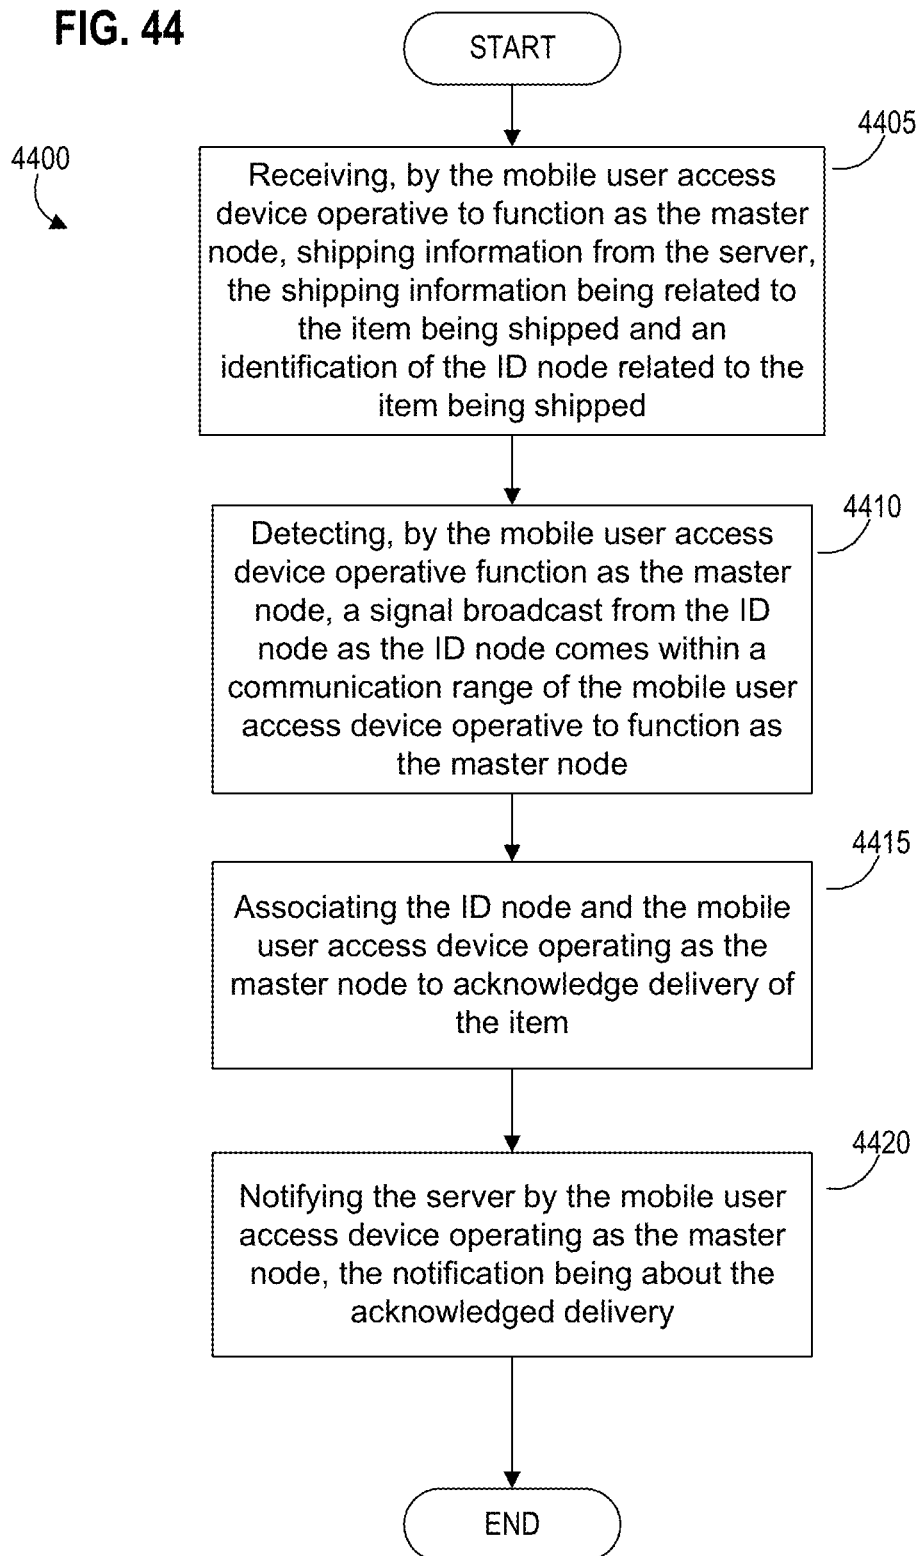 FIG. 44
START
4400
4405
Receiving, by the mobile user access
device operative to function as the master
node, shipping information from the server,
the shipping information being related to
the item being shipped and an
identification of the ID node related to the
item being shipped
4410
Detecting, by the mobile user access
device operative function as the master
node, a signal broadcast from the ID
node as the ID node comes within a
communication range of the mobile user
access device operative to function as
the master node
4415
Associating the ID node and the mobile
user access device operating as the
master node to acknowledge delivery of
the item
4420
Notifying the server by the mobile user
access device operating as the master
node, the notification being about the
acknowledged delivery
END